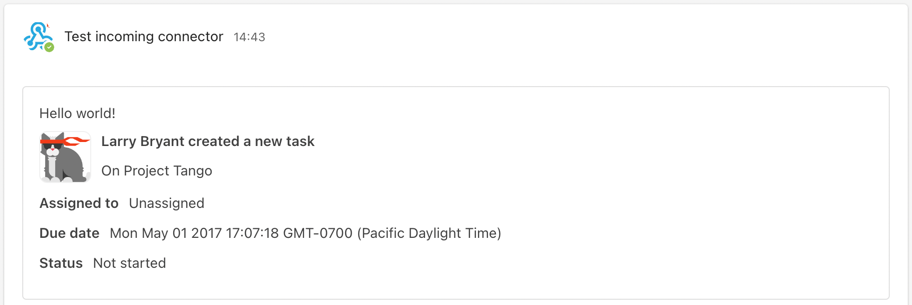 Test incoming connector 14:43
Hello world!
Larry Bryant created a new task
On Project Tango
Assigned to Unassigned
Due date Mon May 01 2017 17:07:18 GMT-0700 (Pacific Daylight Time)
Status Not started